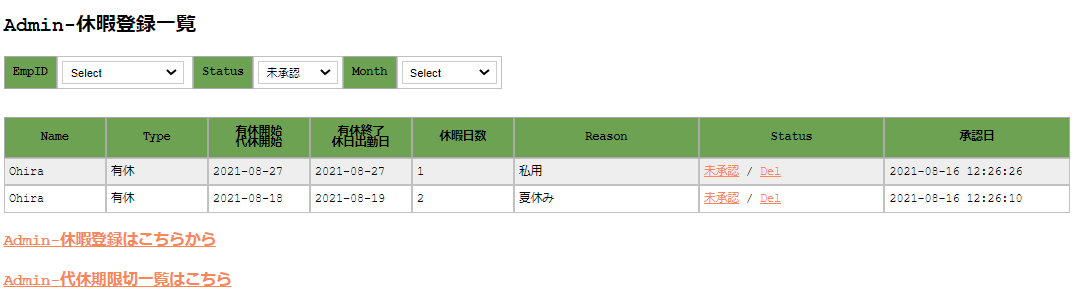 Admin-休暇登録一覧
EmpID Select Status 未承認 Month Select
Name Type 有休開始 代休開始 有休終了 休日出勤日 休暇日数 Reason Status 承認日
Ohira 有休 2021-08-27 2021-08-27 1 私用 未承認 / Del 2021-08-16 12:26:26
Ohira 有休 2021-08-18 2021-08-19 2 夏休み 未承認 / Del 2021-08-16 12:26:10
Admin-休暇登録はこちらから
Admin-代休期限切一覧はこちら